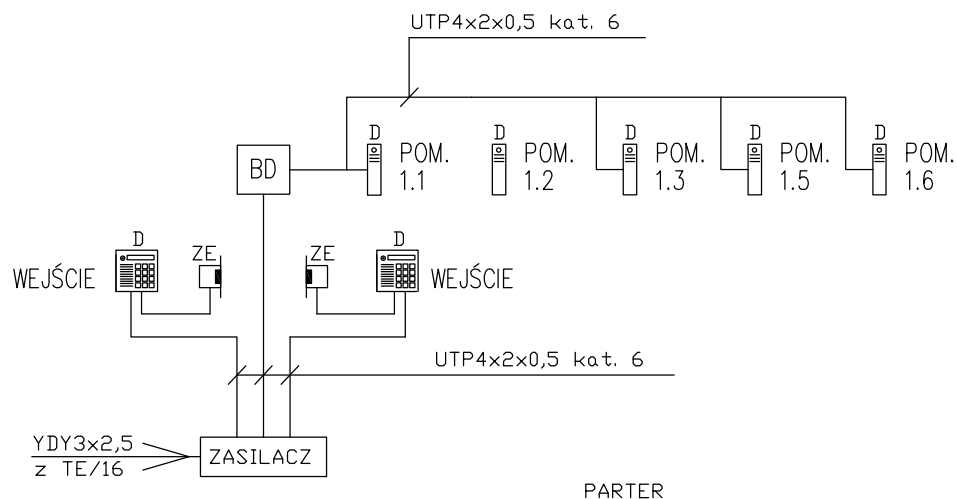 UTP4x2x0,5 kat. 6
D
D
D
D
D
POM.
1.1
POM.
1.2
POM.
1.3
POM.
1.5
POM.
1.6
BD
D
ZE
ZE
D
WEJŚCIE
WEJŚCIE
UTP4x2x0,5 kat. 6
YDY3x2,5
z TE/16
ZASILACZ
PARTER